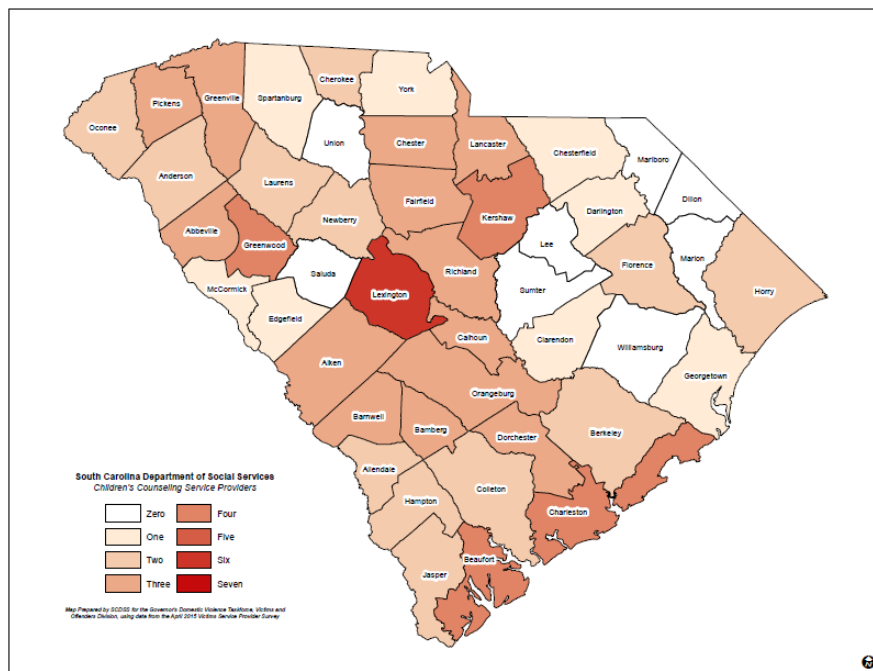 Cherokee
York
Greenville
Spartanburg
Pickens
Oconee
Union
Chester
Lancaster
Chesterfield
Marlboro
Anderson
Laurens
Dillon
Fairfield
Newberry
Kershaw
Darlington
Abbeville
Greenwood
Lee
Marion
Florence
Richland
Saluda
Sumter
Horry
McCormick
Lexington
Edgefield
Calhoun
Clarendon
Williamsburg
Aiken
Georgetown
Orangeburg
Barnwell
Bamberg
Dorchester
Berkeley
Allendale
Colleton
Hampton
Charleston
Beaufort
Jasper
South Carolina Department of Social Services
Children's Counseling Service Providers
Zero Four
One Five
Two Six
Three Seven
Map Prepared by SCDSS for the Governor's Domestic Violence Taskforce, Victims and
Offenders Division, using data from the April 2015 Victims Service Provider Survey